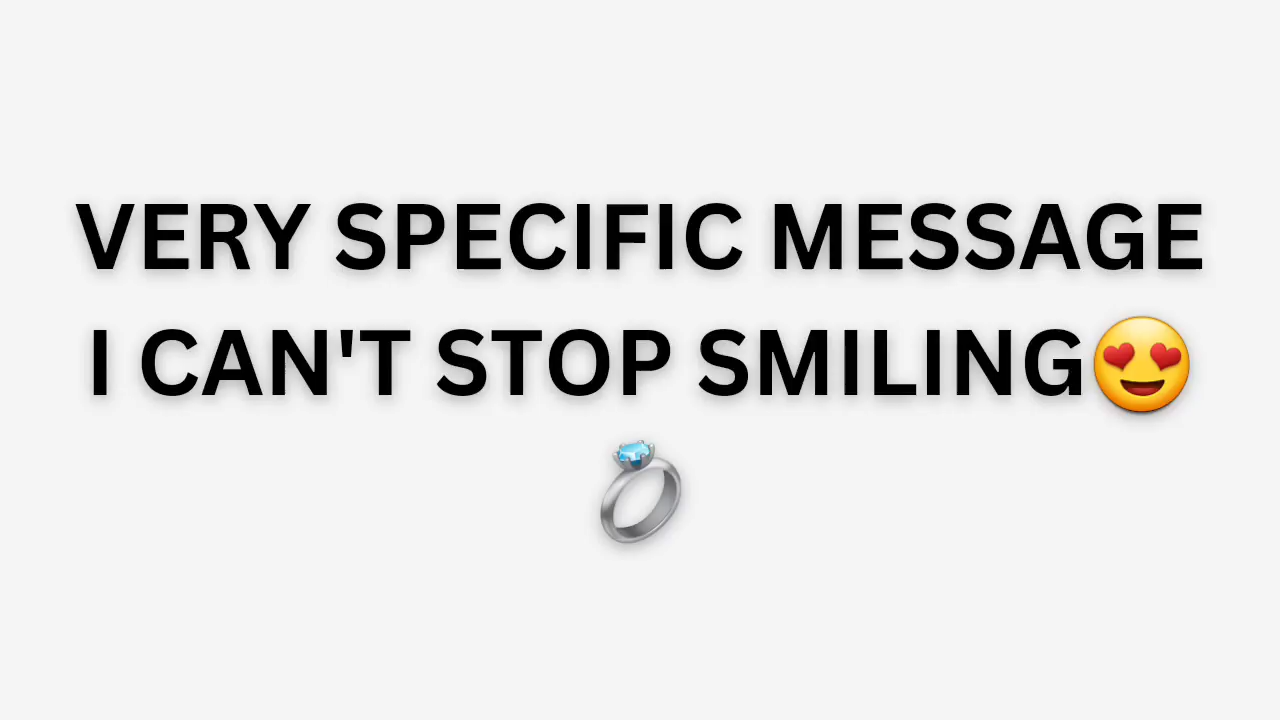 VERY SPECIFIC MESSAGE
I CAN'T STOP SMILING😍
💍